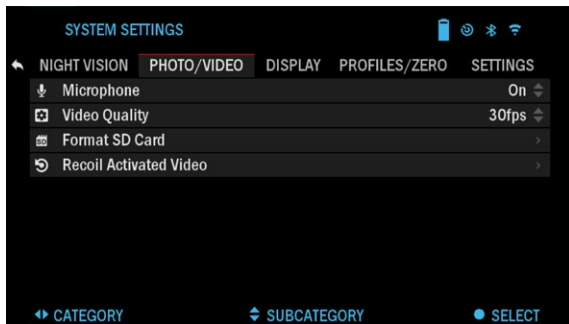 SYSTEM SETTINGS
NIGHT VISION PHOTO/VIDEO DISPLAY PROFILES/ZERO SETTINGS
Microphone On
Video Quality 30fps
SD Format SD Card
Recoil Activated Video
CATEGORY SUBCATEGORY SELECT